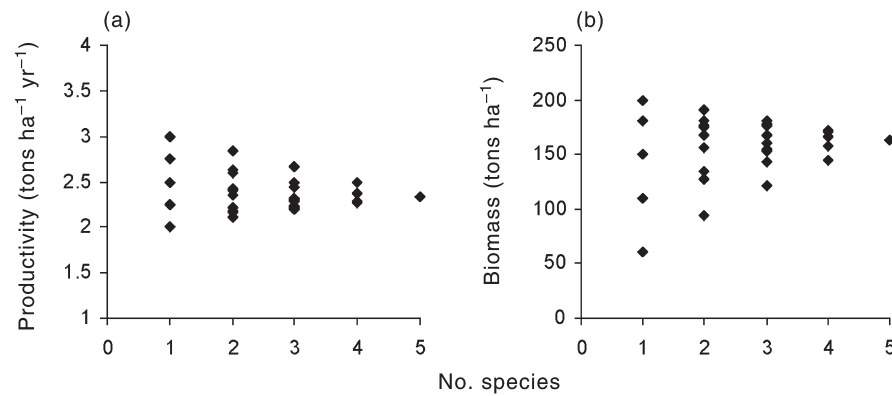 (a)
Productivity (tons ha⁻¹ yr⁻¹)
4
3.5
3
2.5
2
1.5
1
0 1 2 3 4 5
(b)
Biomass (tons ha⁻¹)
250
200
150
100
50
0
0 1 2 3 4 5
No. species